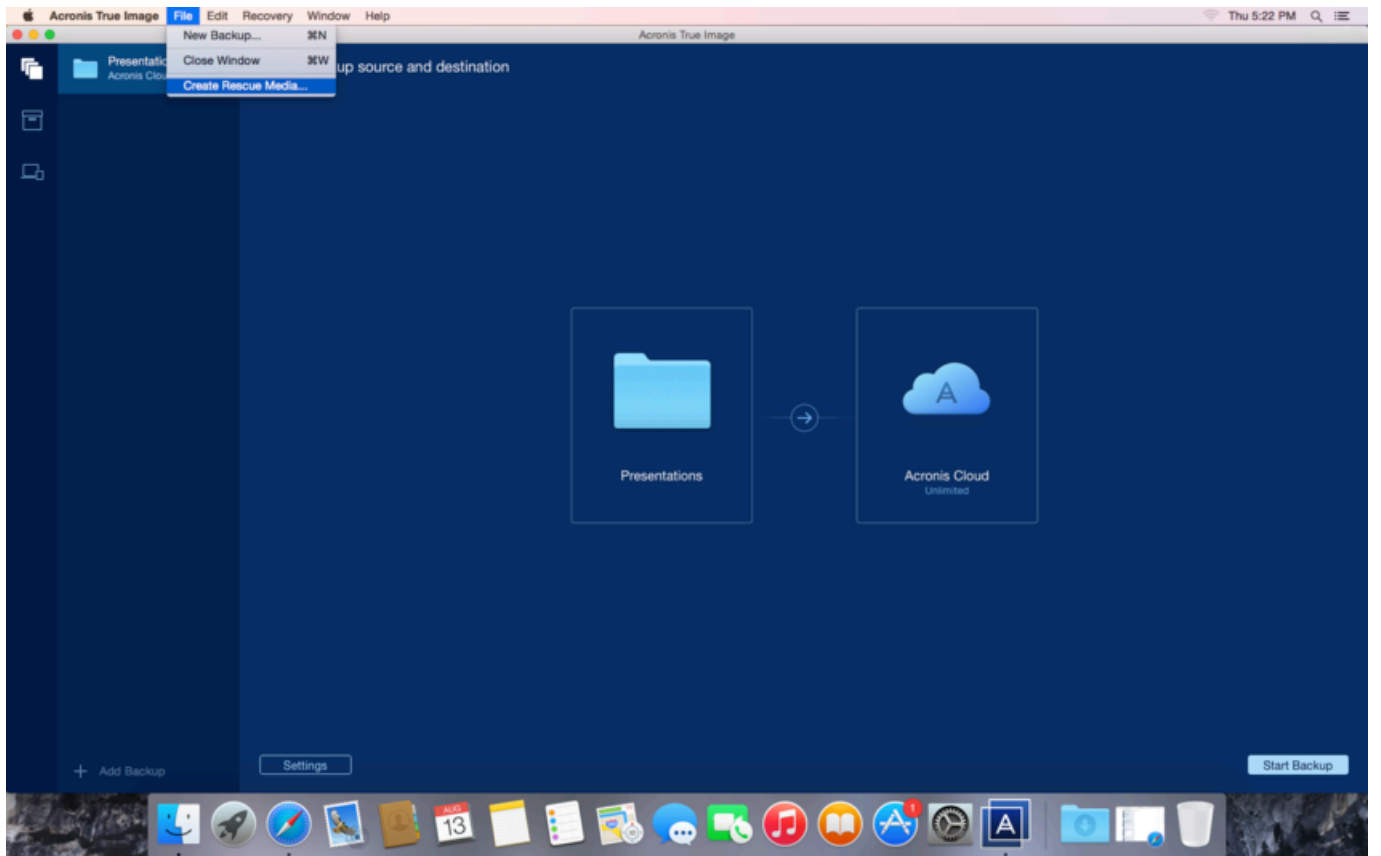 Acronis True Image File Edit Recovery Window Help Thu 5:22 PM
Acronis True Image
New Backup... ⌘N
Close Window ⌘W
Create Rescue Media...
up source and destination
Presentatio
Acronis Clou
Presentations
Acronis Cloud
Unlimited
Add Backup
Settings
Start Backup
AUG
13
1